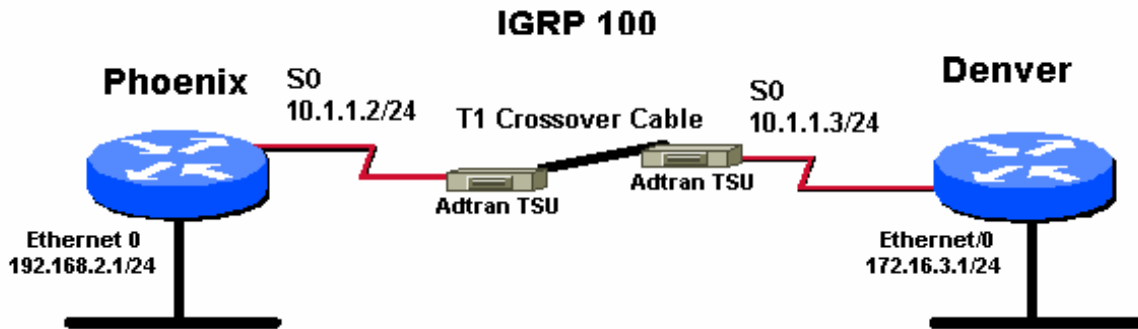 IGRP 100
Phoenix
Denver
S0
10.1.1.2/24
T1 Crossover Cable
S0
10.1.1.3/24
Adtran TSU
Adtran TSU
Ethernet 0
192.168.2.1/24
Ethernet/0
172.16.3.1/24